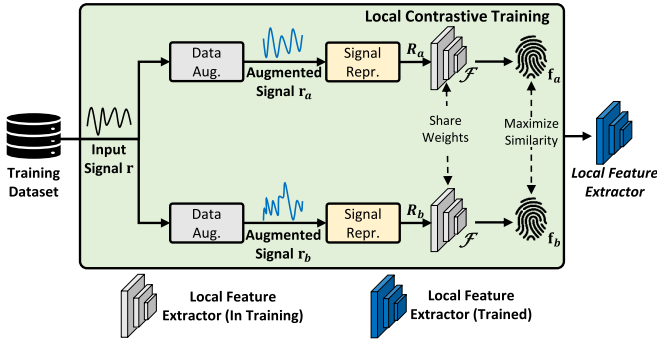 Local Contrastive Training
Data
Aug.
Augmented
Signal r_a
Signal
Repr.
R_a
ℱ
f_a
Training
Dataset
Input
Signal r
Share
Weights
Maximize
Similarity
Local Feature
Extractor
Data
Aug.
Augmented
Signal r_b
Signal
Repr.
R_b
ℱ
f_b
Local Feature
Extractor (In Training)
Local Feature
Extractor (Trained)